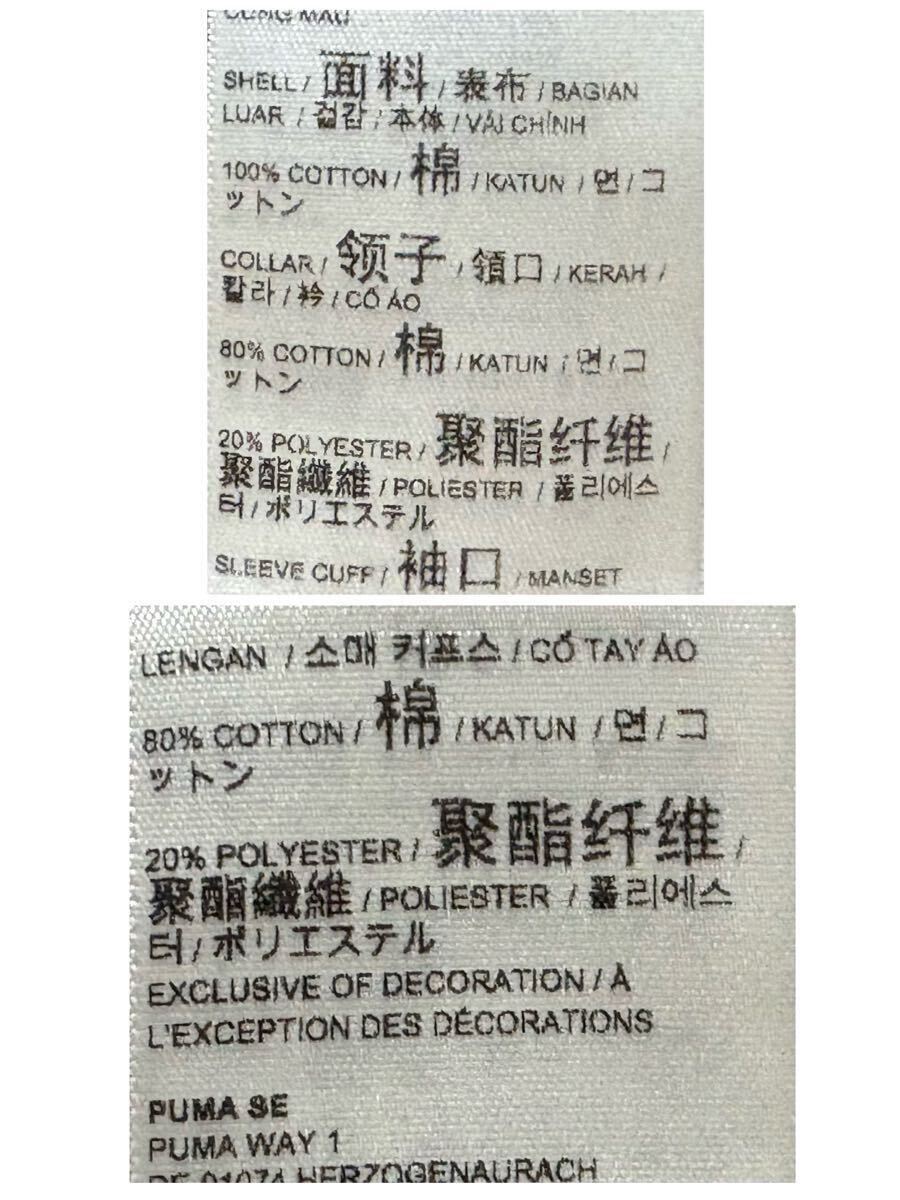 SHELL / 面料 / 表布 / BAGIAN
LUAR / 겉감 / 本体 / VẢI CHÍNH
100% COTTON / 棉 / KATUN / 면 / コ
ットン
COLLAR / 领子 / 領口 / KERAH /
칼라 / 衿 / CỔ ÁO
80% COTTON / 棉 / KATUN / 면 / コ
ットン
20% POLYESTER / 聚酯纤维 /
聚酯纖維 / POLIESTER / 폴리에스
터 / ポリエステル
SLEEVE CUFF / 袖口 / MANSET
LENGAN / 소매 커프스 / CỔ TAY ÁO
80% COTTON / 棉 / KATUN / 면 / コ
ットン
20% POLYESTER / 聚酯纤维 /
聚酯纖維 / POLIESTER / 폴리에스
터 / ポリエステル
EXCLUSIVE OF DECORATION / À
L'EXCEPTION DES DÉCORATIONS
PUMA SE
PUMA WAY 1
DE 91074 HERZOGENAURACH